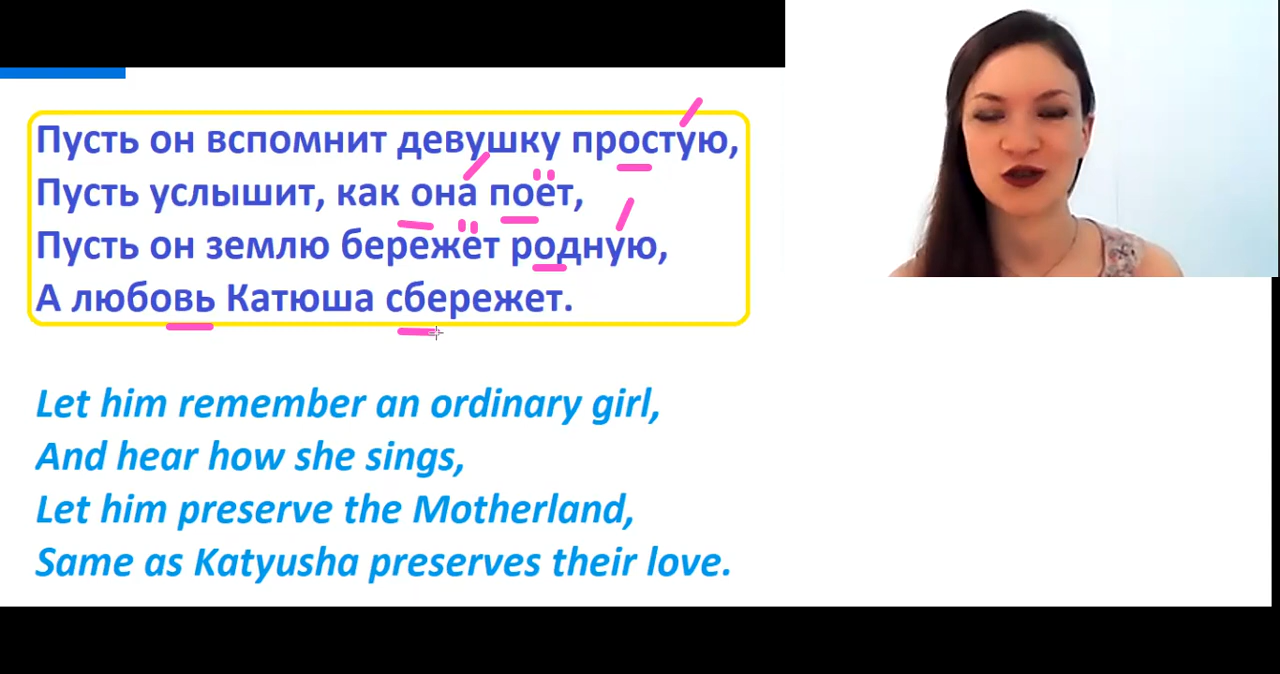 Пусть он вспомнит девушку простую,
Пусть услышит, как она поёт,
Пусть он землю бережёт родную,
А любовь Катюша сбережет.
Let him remember an ordinary girl,
And hear how she sings,
Let him preserve the Motherland,
Same as Katyusha preserves their love.